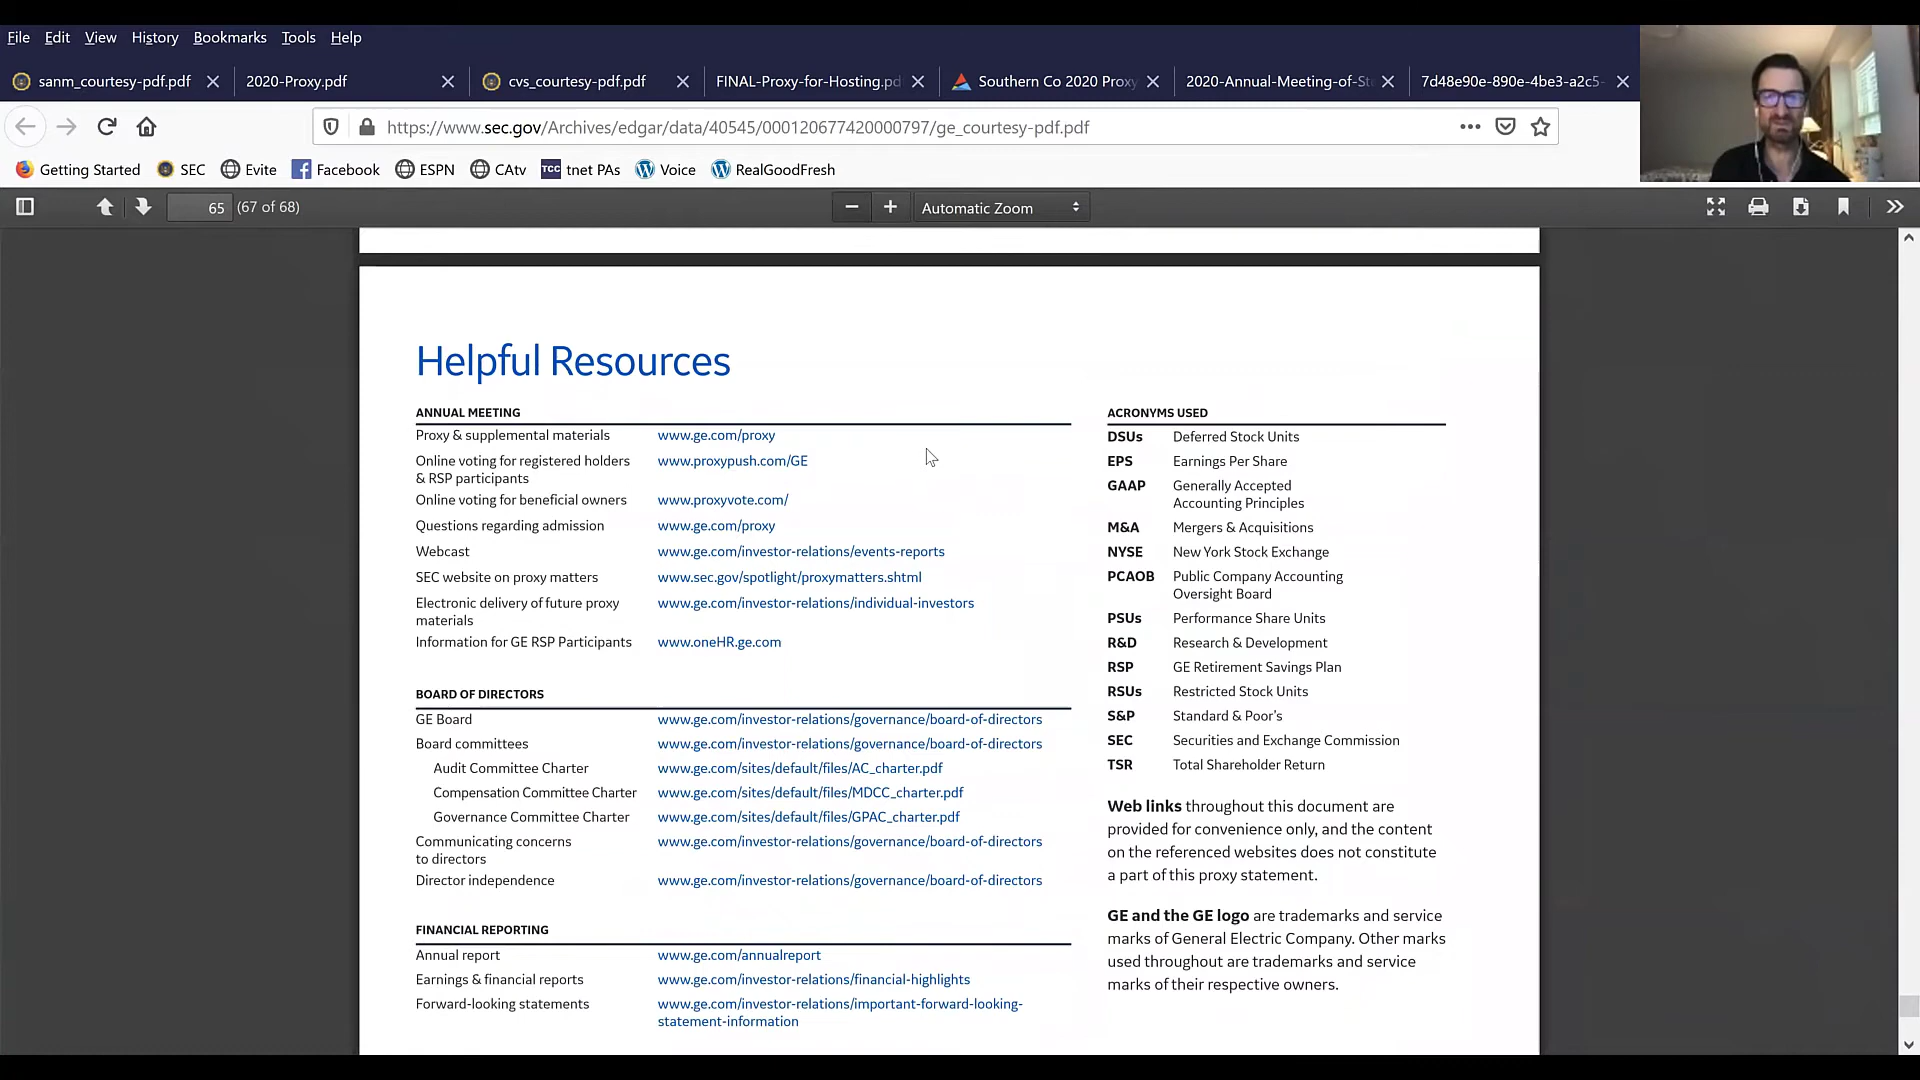 File Edit View History Bookmarks Tools Help
sanm_courtesy-pdf.pdf 2020-Proxy.pdf cvs_courtesy-pdf.pdf FINAL-Proxy-for-Hosting.pd Southern Co 2020 Proxy 2020-Annual-Meeting-of-St 7d48e90e-890e-4be3-a2c5-
https://www.sec.gov/Archives/edgar/data/40545/000120677420000797/ge_courtesy-pdf.pdf
Getting Started SEC Evite Facebook ESPN CAtv TCC tnet PAs Voice RealGoodFresh
65 (67 of 68) Automatic Zoom
Helpful Resources
ANNUAL MEETING
Proxy & supplemental materials www.ge.com/proxy
Online voting for registered holders www.proxypush.com/GE
& RSP participants
Online voting for beneficial owners www.proxyvote.com/
Questions regarding admission www.ge.com/proxy
Webcast www.ge.com/investor-relations/events-reports
SEC website on proxy matters www.sec.gov/spotlight/proxymatters.shtml
Electronic delivery of future proxy www.ge.com/investor-relations/individual-investors
materials
Information for GE RSP Participants www.oneHR.ge.com
BOARD OF DIRECTORS
GE Board www.ge.com/investor-relations/governance/board-of-directors
Board committees www.ge.com/investor-relations/governance/board-of-directors
Audit Committee Charter www.ge.com/sites/default/files/AC_charter.pdf
Compensation Committee Charter www.ge.com/sites/default/files/MDCC_charter.pdf
Governance Committee Charter www.ge.com/sites/default/files/GPAC_charter.pdf
Communicating concerns www.ge.com/investor-relations/governance/board-of-directors
to directors
Director independence www.ge.com/investor-relations/governance/board-of-directors
FINANCIAL REPORTING
Annual report www.ge.com/annualreport
Earnings & financial reports www.ge.com/investor-relations/financial-highlights
Forward-looking statements www.ge.com/investor-relations/important-forward-looking-
statement-information
ACRONYMS USED
DSUs Deferred Stock Units
EPS Earnings Per Share
GAAP Generally Accepted
Accounting Principles
M&A Mergers & Acquisitions
NYSE New York Stock Exchange
PCAOB Public Company Accounting
Oversight Board
PSUs Performance Share Units
R&D Research & Development
RSP GE Retirement Savings Plan
RSUs Restricted Stock Units
S&P Standard & Poor's
SEC Securities and Exchange Commission
TSR Total Shareholder Return
Web links throughout this document are
provided for convenience only, and the content
on the referenced websites does not constitute
a part of this proxy statement.
GE and the GE logo are trademarks and service
marks of General Electric Company. Other marks
used throughout are trademarks and service
marks of their respective owners.